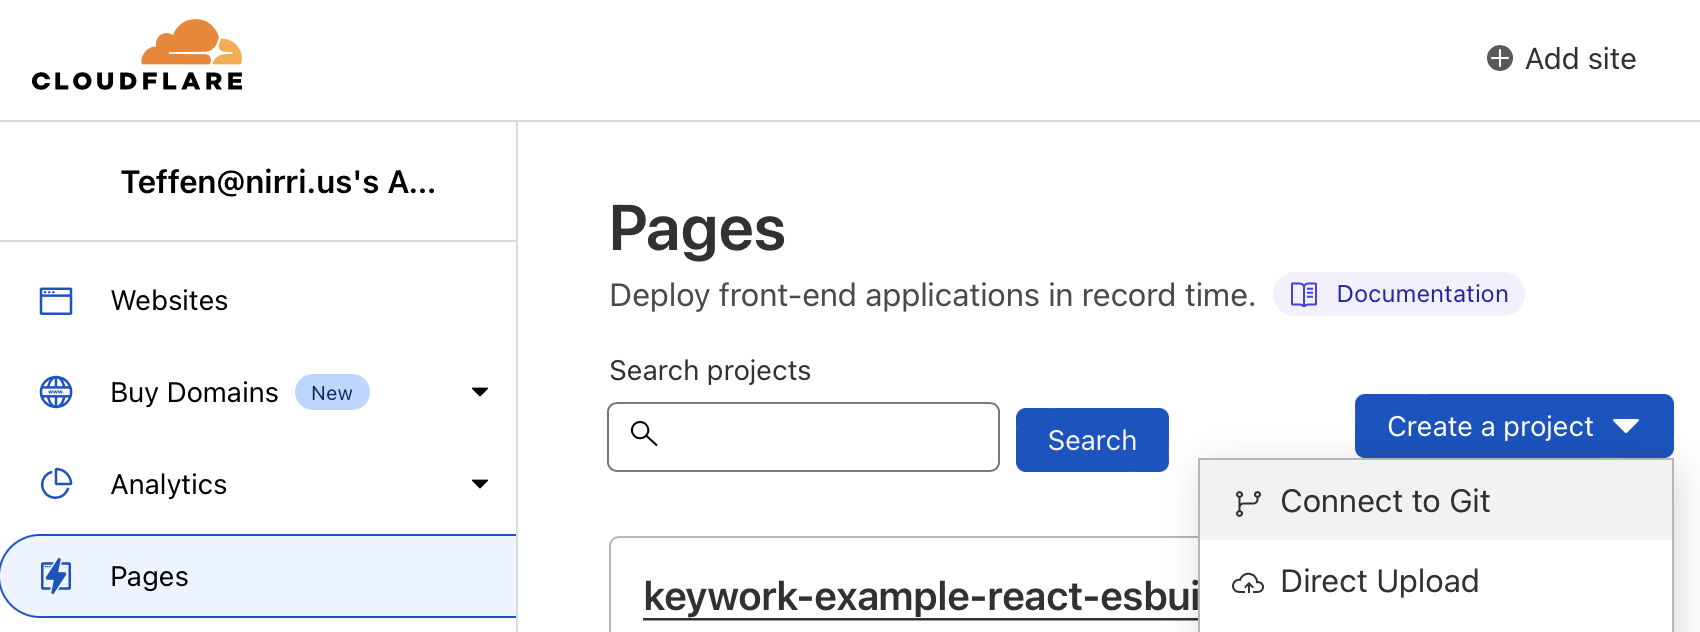 CLOUDFLARE
Add site
Teffen@nirri.us's A...
Websites
Buy Domains New
Analytics
Pages
Pages
Deploy front-end applications in record time. Documentation
Search projects
Search
Create a project
Connect to Git
Direct Upload
keywork-example-react-esbui